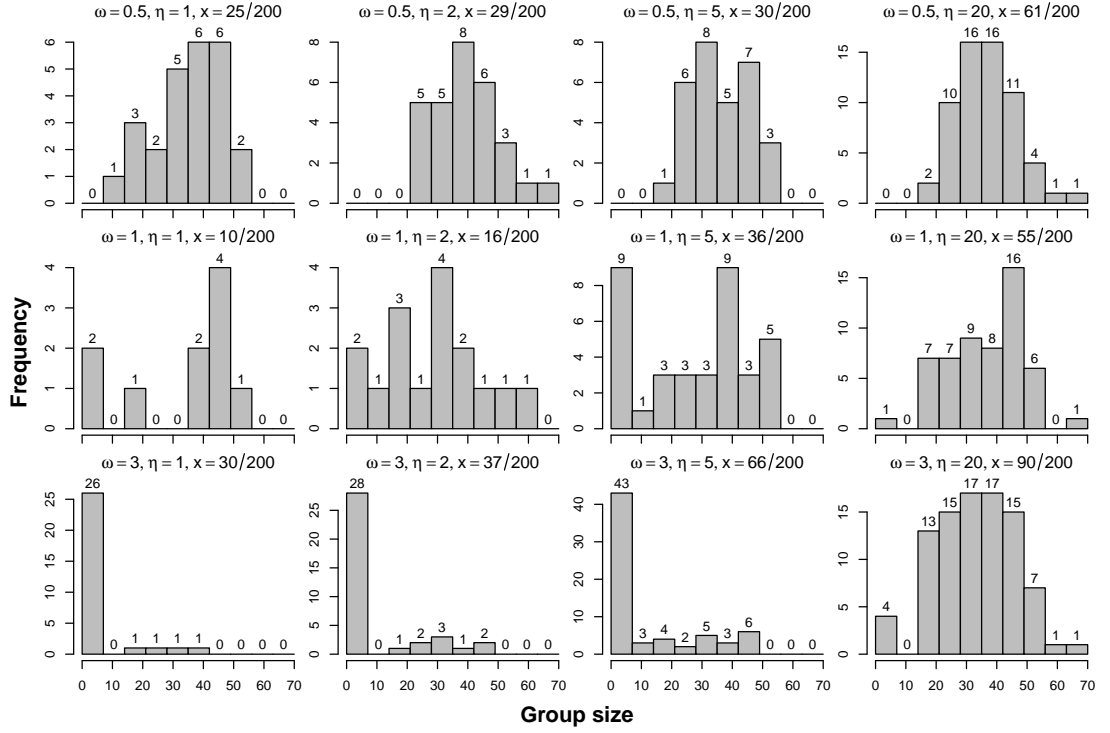 ω = 0.5, η = 1, x = 25/200
ω = 0.5, η = 2, x = 29/200
ω = 0.5, η = 5, x = 30/200
ω = 0.5, η = 20, x = 61/200
0 1 2 3 4 5 6
0 1 3 2 5 6 6 2 0 0
0 2 4 6 8
0 0 0 5 5 8 6 3 1 1
0 2 4 6 8
0 0 1 6 8 5 7 3 0 0
0 5 10 15
0 0 2 10 16 16 11 4 1 1
ω = 1, η = 1, x = 10/200
ω = 1, η = 2, x = 16/200
ω = 1, η = 5, x = 36/200
ω = 1, η = 20, x = 55/200
Frequency
0 1 2 3 4
2 0 1 0 0 2 4 1 0 0
0 1 2 3 4
2 1 3 1 4 2 1 1 1 0
0 2 4 6 8
9 1 3 3 3 9 3 5 0 0
0 5 10 15
1 0 7 7 9 8 16 6 0 1
ω = 3, η = 1, x = 30/200
ω = 3, η = 2, x = 37/200
ω = 3, η = 5, x = 66/200
ω = 3, η = 20, x = 90/200
0 5 10 15 20 25
26 0 1 1 1 1 0 0 0 0
0 5 10 15 20 25
28 0 1 2 3 1 2 0 0 0
0 10 20 30 40
43 3 4 2 5 3 6 0 0 0
0 5 10 15
4 0 13 15 17 17 15 7 1 1
0 10 20 30 40 50 60 70
0 10 20 30 40 50 60 70
0 10 20 30 40 50 60 70
0 10 20 30 40 50 60 70
Group size